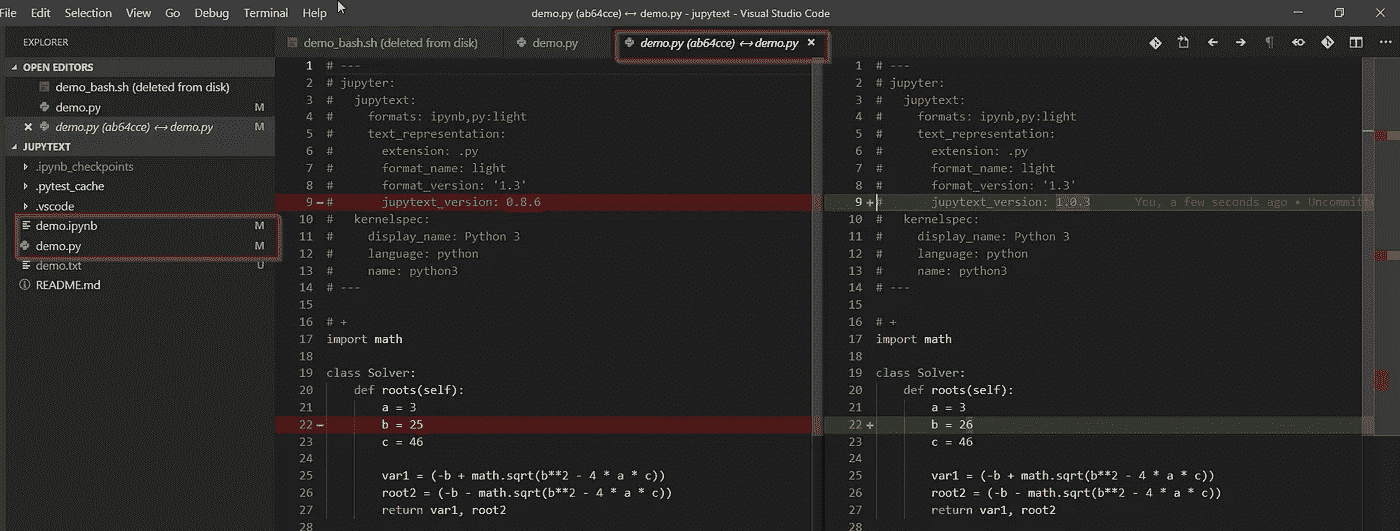 File Edit Selection View Go Debug Terminal Help demo.py (ab64cce) ↔ demo.py - jupytext - Visual Studio Code
EXPLORER
OPEN EDITORS
demo_bash.sh (deleted from disk)
demo.py M
demo.py (ab64cce) ↔ demo.py M
JUPYTEXT
.ipynb_checkpoints
.pytest_cache
.vscode
demo.ipynb M
demo.py M
demo.txt U
README.md
demo_bash.sh (deleted from disk) demo.py demo.py (ab64cce) ↔ demo.py
1 # ---
2 # jupyter:
3 #   jupytext:
4 #     formats: ipynb,py:light
5 #     text_representation:
6 #       extension: .py
7 #       format_name: light
8 #       format_version: '1.3'
9 - #       jupytext_version: 0.8.6
10 #   kernelspec:
11 #     display_name: Python 3
12 #     language: python
13 #     name: python3
14 # ---
15
16 # +
17 import math
18
19 class Solver:
20     def roots(self):
21         a = 3
22 -         b = 25
23         c = 46
24
25         var1 = (-b + math.sqrt(b**2 - 4 * a * c))
26         root2 = (-b - math.sqrt(b**2 - 4 * a * c))
27         return var1, root2
28
1 # ---
2 # jupyter:
3 #   jupytext:
4 #     formats: ipynb,py:light
5 #     text_representation:
6 #       extension: .py
7 #       format_name: light
8 #       format_version: '1.3'
9 + #       jupytext_version: 1.0.3 You, a few seconds ago • Uncommitte
10 #   kernelspec:
11 #     display_name: Python 3
12 #     language: python
13 #     name: python3
14 # ---
15
16 # +
17 import math
18
19 class Solver:
20     def roots(self):
21         a = 3
22 +         b = 26
23         c = 46
24
25         var1 = (-b + math.sqrt(b**2 - 4 * a * c))
26         root2 = (-b - math.sqrt(b**2 - 4 * a * c))
27         return var1, root2
28